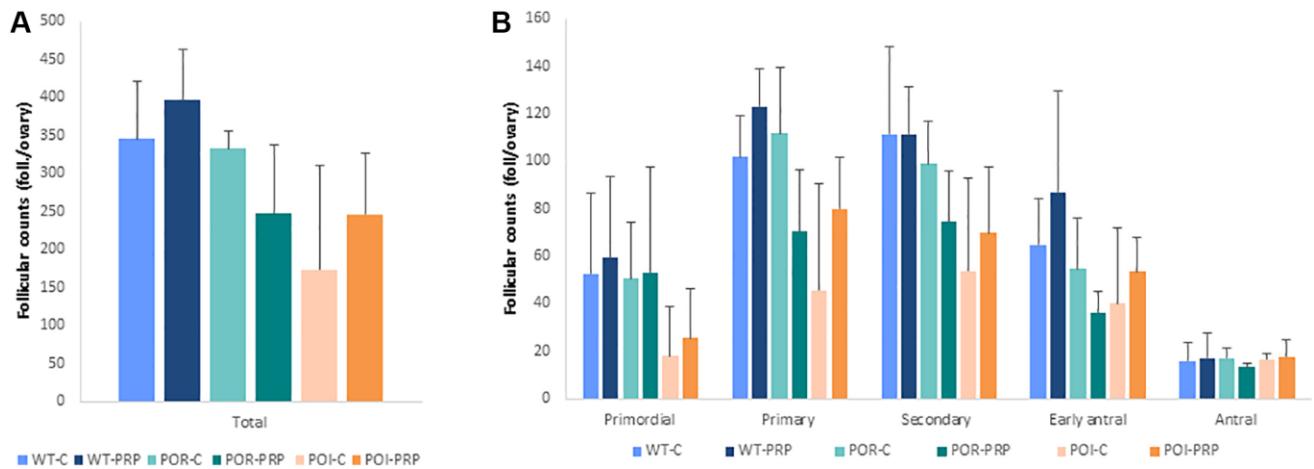 A
Follicular counts (foll./ovary)
500
450
400
350
300
250
200
150
100
50
0
Total
WT-C WT-PRP POR-C POR-PRP POI-C POI-PRP
B
Follicular counts (foll/ovary)
160
140
120
100
80
60
40
20
0
Primordial Primary Secondary Early antral Antral
WT-C WT-PRP POR-C POR-PRP POI-C POI-PRP